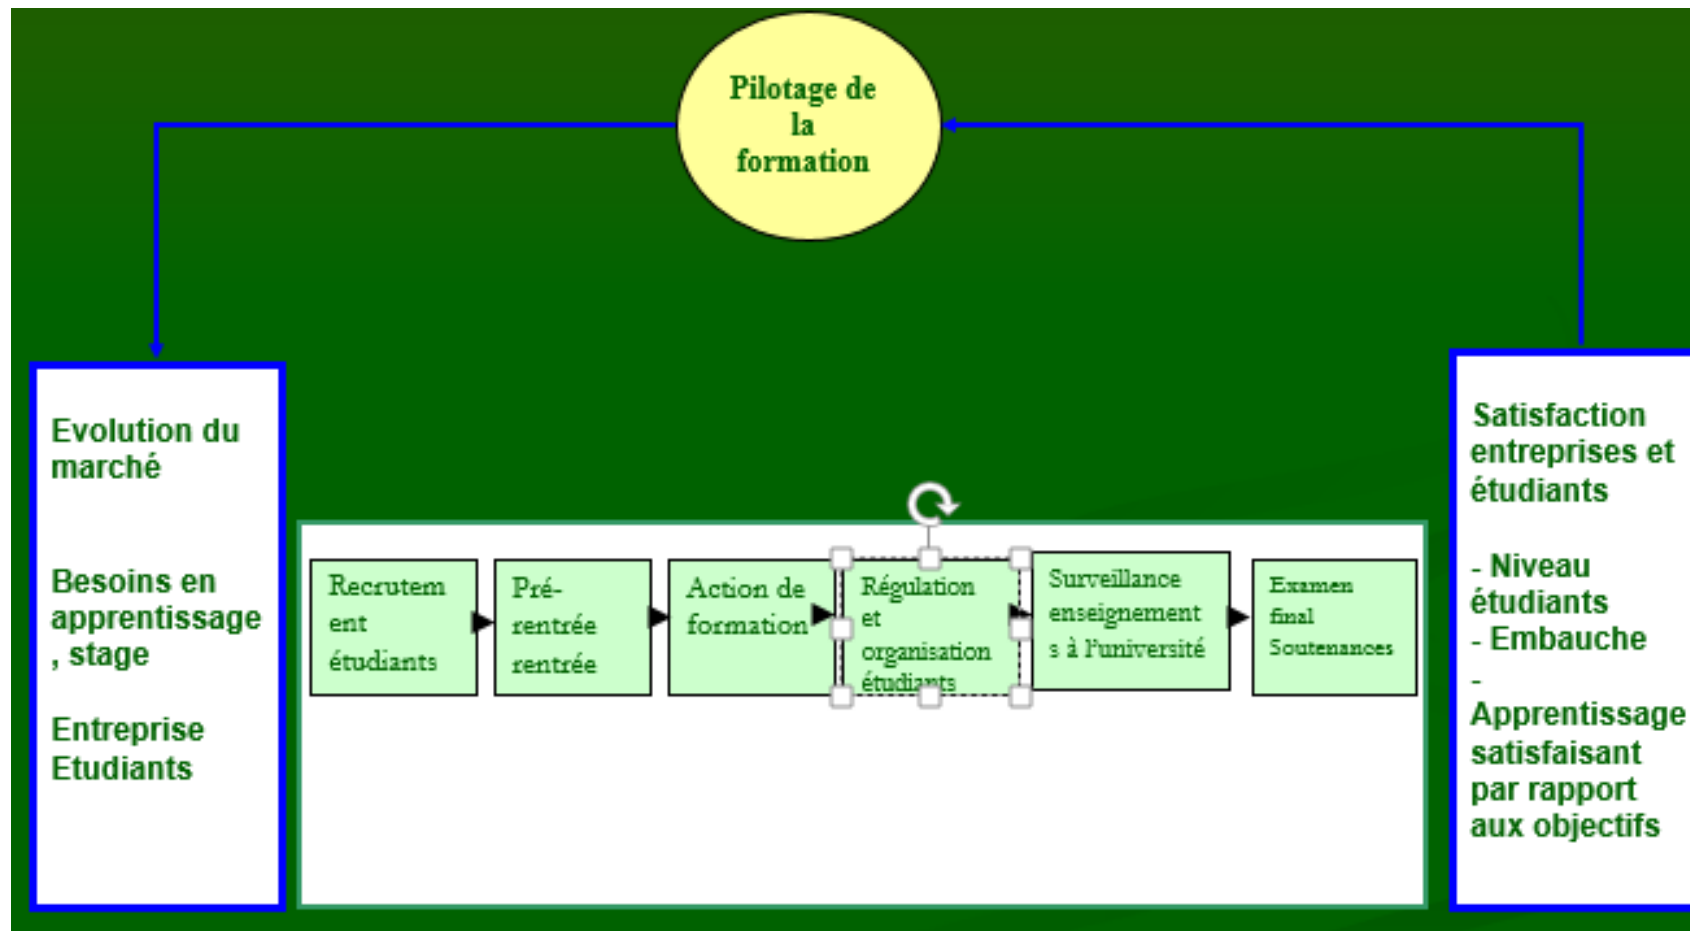 Pilotage de
la
formation
Evolution du
marché
Besoins en
apprentissage
, stage
Entreprise
Etudiants
Recrutem
ent
étudiants
Pré-
rentrée
rentrée
Action de
formation
Régulation
et
organisation
étudiants
Surveillance
enseignement
s à l’université
Examen
final
Soutenances
Satisfaction
entreprises et
étudiants
- Niveau
étudiants
- Embauche
-
Apprentissage
satisfaisant
par rapport
aux objectifs